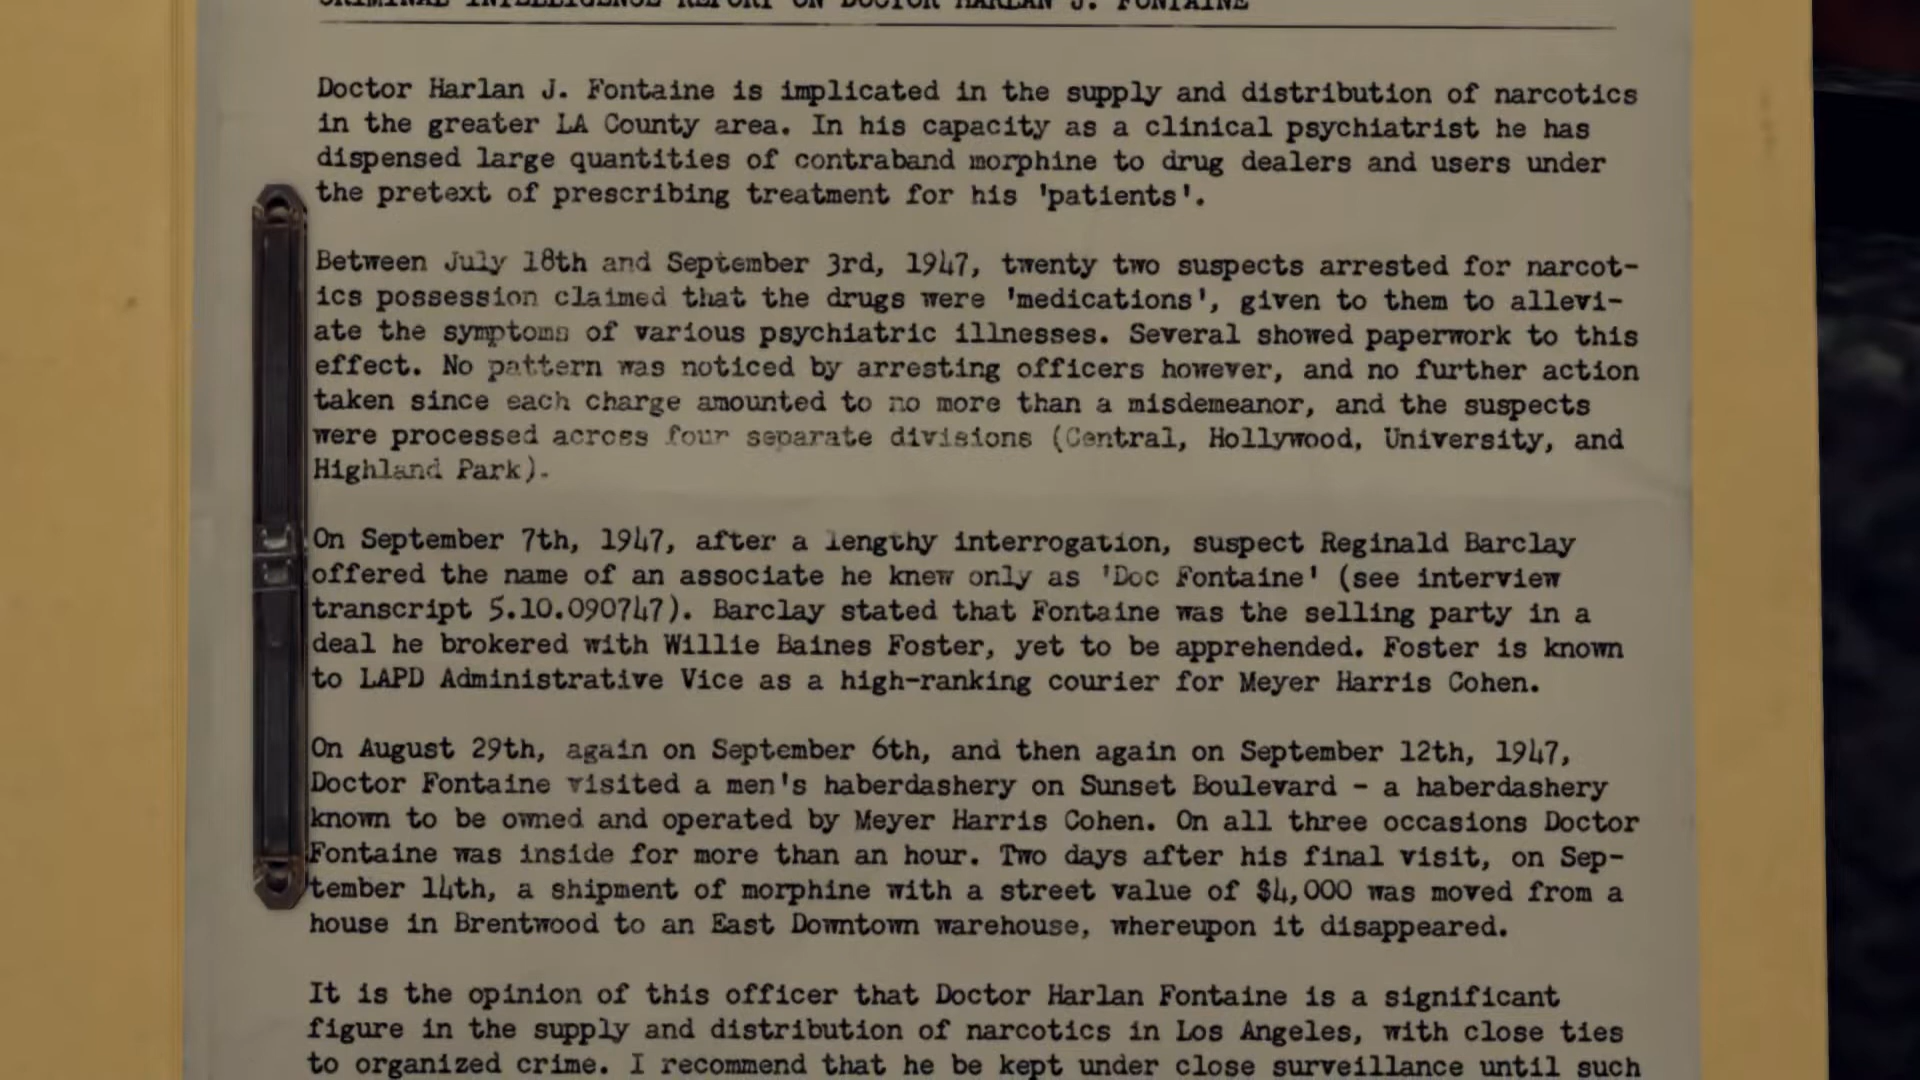 CRIMINAL INTELLIGENCE REPORT ON DOCTOR HARLAN J. FONTAINE
Doctor Harlan J. Fontaine is implicated in the supply and distribution of narcotics
in the greater LA County area. In his capacity as a clinical psychiatrist he has
dispensed large quantities of contraband morphine to drug dealers and users under
the pretext of prescribing treatment for his 'patients'.
Between July 18th and September 3rd, 1947, twenty two suspects arrested for narcot-
ics possession claimed that the drugs were 'medications', given to them to allevi-
ate the symptoms of various psychiatric illnesses. Several showed paperwork to this
effect. No pattern was noticed by arresting officers however, and no further action
taken since each charge amounted to no more than a misdemeanor, and the suspects
were processed across four separate divisions (Central, Hollywood, University, and
Highland Park).
On September 7th, 1947, after a lengthy interrogation, suspect Reginald Barclay
offered the name of an associate he knew only as 'Doc Fontaine' (see interview
transcript 5.10.090747). Barclay stated that Fontaine was the selling party in a
deal he brokered with Willie Baines Foster, yet to be apprehended. Foster is known
to LAPD Administrative Vice as a high-ranking courier for Meyer Harris Cohen.
On August 29th, again on September 6th, and then again on September 12th, 1947,
Doctor Fontaine visited a men's haberdashery on Sunset Boulevard - a haberdashery
known to be owned and operated by Meyer Harris Cohen. On all three occasions Doctor
Fontaine was inside for more than an hour. Two days after his final visit, on Sep-
tember 14th, a shipment of morphine with a street value of $4,000 was moved from a
house in Brentwood to an East Downtown warehouse, whereupon it disappeared.
It is the opinion of this officer that Doctor Harlan Fontaine is a significant
figure in the supply and distribution of narcotics in Los Angeles, with close ties
to organized crime. I recommend that he be kept under close surveillance until such